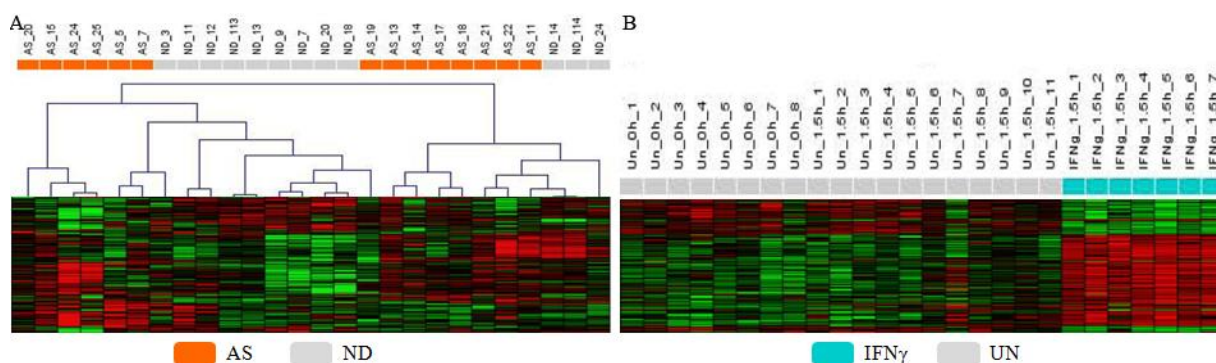 A
AS_20
AS_15
AS_24
AS_25
AS_5
AS_7
ND_3
ND_11
ND_12
ND_113
ND_13
ND_9
ND_7
ND_20
ND_18
AS_19
AS_13
AS_14
AS_17
AS_18
AS_21
AS_22
AS_11
ND_14
ND_114
ND_24
B
Un_0h_1
Un_0h_2
Un_0h_3
Un_0h_4
Un_0h_5
Un_0h_6
Un_0h_7
Un_0h_8
Un_1.5h_1
Un_1.5h_2
Un_1.5h_3
Un_1.5h_4
Un_1.5h_5
Un_1.5h_6
Un_1.5h_7
Un_1.5h_8
Un_1.5h_9
Un_1.5h_10
Un_1.5h_11
IFNg_1.5h_1
IFNg_1.5h_2
IFNg_1.5h_3
IFNg_1.5h_4
IFNg_1.5h_5
IFNg_1.5h_6
IFNg_1.5h_7
AS
ND
IFNγ
UN